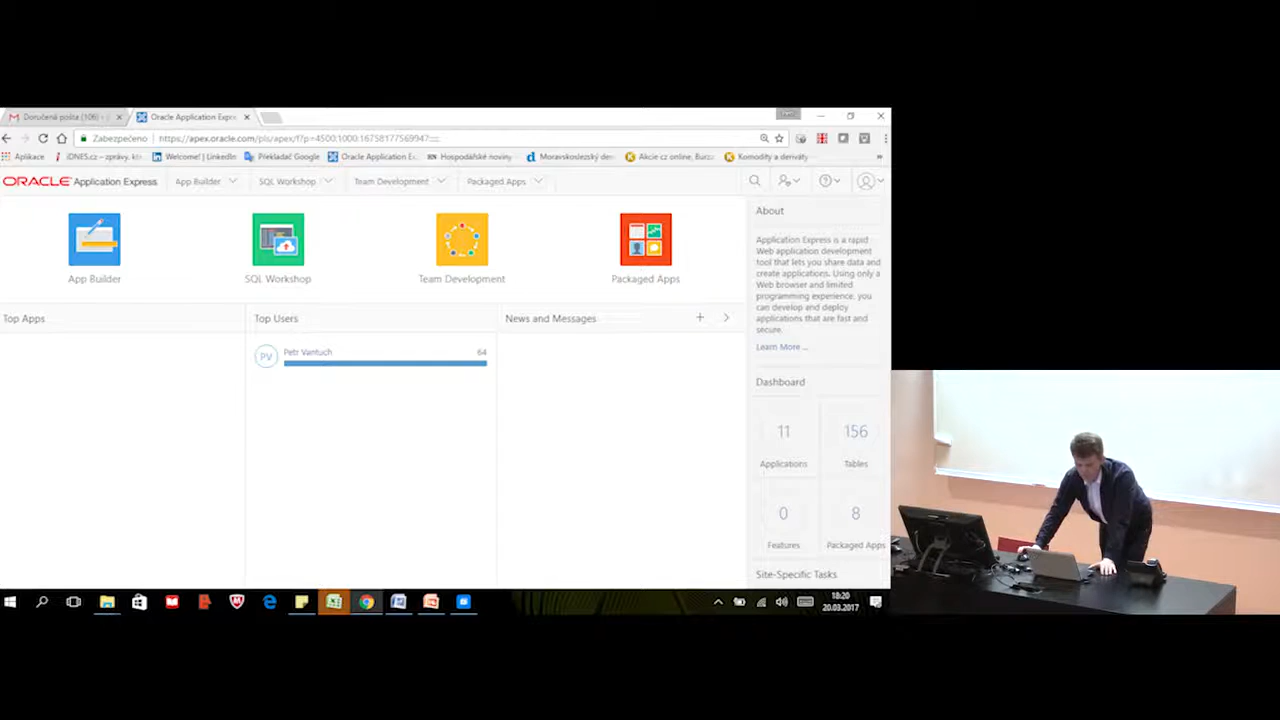 Doručená pošta (106) -
Oracle Application Expre
Zabezpečeno
https://apex.oracle.com/pls/apex/f?p=4500:1000:16758177569947:::::
Aplikace
iDNES.cz – zprávy, kt
Welcome! | LinkedIn
Překladač Google
Oracle Application E
Hospodářské noviny
Moravskoslezský der
Akcie cz online, Burz
Komodity a deriváty
»
ORACLE Application Express
App Builder
SQL Workshop
Team Development
Packaged Apps
App Builder
SQL Workshop
Team Development
Packaged Apps
Top Apps
Top Users
PV
Petr Vantuch
64
News and Messages
About
Application Express is a rapid
Web application development
tool that lets you share data and
create applications. Using only a
Web browser and limited
programming experience, you
can develop and deploy
applications that are fast and
secure.
Learn More ...
Dashboard
11
Applications
156
Tables
0
Features
8
Packaged Apps
Site-Specific Tasks
18:20
20.03.2017